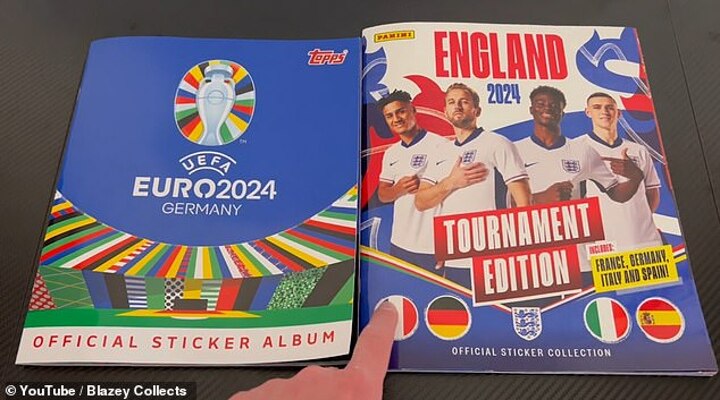 Topps
UEFA
EURO2024
GERMANY
OFFICIAL STICKER ALBUM
PANINI
ENGLAND
2024
TOURNAMENT
EDITION
INCLUDES:
FRANCE, GERMANY,
ITALY AND SPAIN!
OFFICIAL STICKER COLLECTION
© YouTube / Blazey Collects